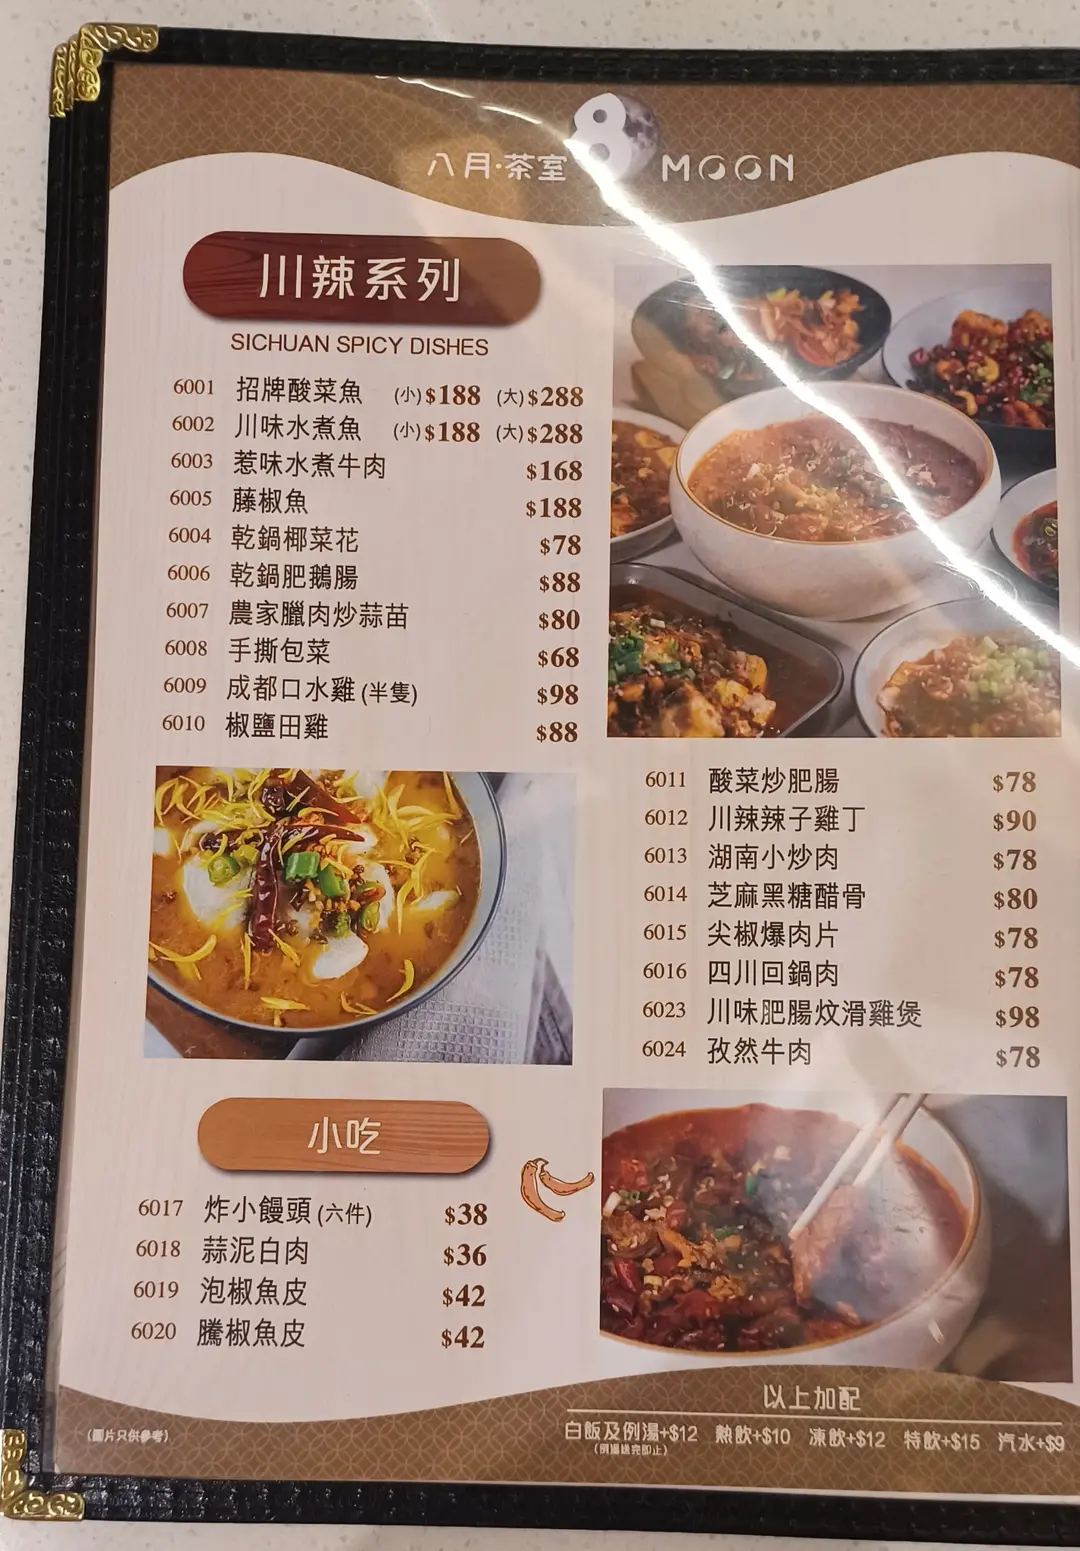 八月·茶室 8 MOON
川辣系列
SICHUAN SPICY DISHES
6001 招牌酸菜魚 (小)$188 (大)$288
6002 川味水煮魚 (小)$188 (大)$288
6003 惹味水煮牛肉 $168
6005 藤椒魚 $188
6004 乾鍋椰菜花 $78
6006 乾鍋肥鵝腸 $88
6007 農家臘肉炒蒜苗 $80
6008 手撕包菜 $68
6009 成都口水雞(半隻) $98
6010 椒鹽田雞 $88
6011 酸菜炒肥腸 $78
6012 川辣辣子雞丁 $90
6013 湖南小炒肉 $78
6014 芝麻黑糖醋骨 $80
6015 尖椒爆肉片 $78
6016 四川回鍋肉 $78
6023 川味肥腸炆滑雞煲 $98
6024 孜然牛肉 $78
小吃
6017 炸小饅頭(六件) $38
6018 蒜泥白肉 $36
6019 泡椒魚皮 $42
6020 騰椒魚皮 $42
以上加配
白飯及例湯+$12 熱飲+$10 凍飲+$12 特飲+$15 汽水+$9
(例湯送完即止)
(圖片只供參考)